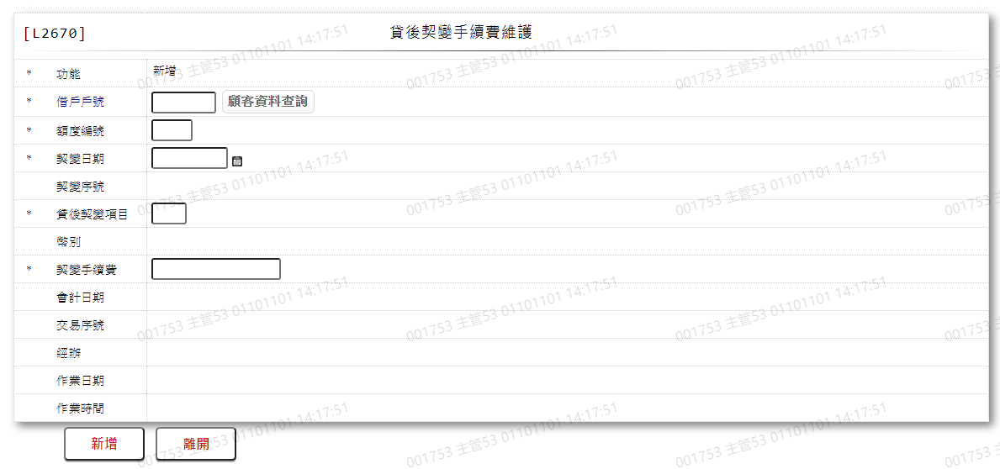 [L2670] 貸後契變手續費維護
* 功能 新增
* 借戶戶號 顧客資料查詢
* 額度編號
* 契變日期
契變序號
* 貸後契變項目
幣別
* 契變手續費
會計日期
交易序號
經辦
作業日期
作業時間
新增 離開
001753 主管53 01101101 14:17:51